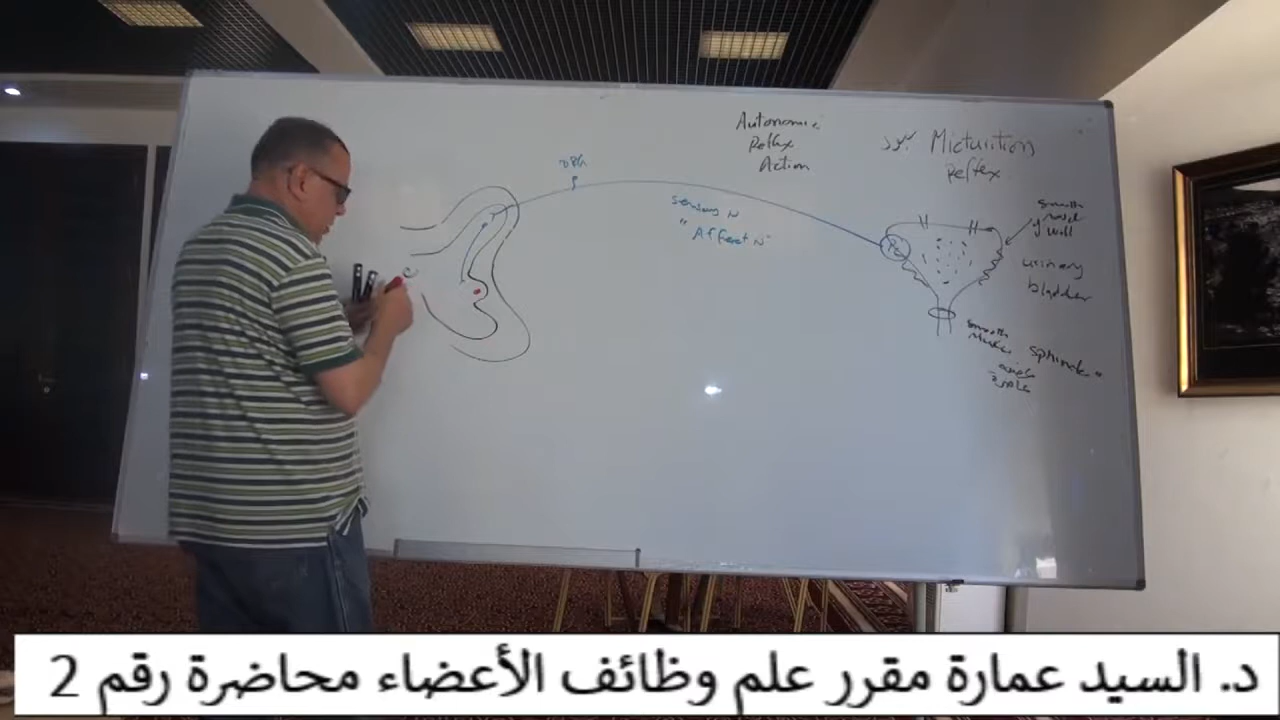 Autonomic
Reflex
Action
Micturition
Reflex
Sensory N
"Afferent N"
Smooth
muscle
wall
urinary
bladder
Smooth
Muscle
Sphincter"
د. السيد عمارة مقرر علم وظائف الأعضاء محاضرة رقم 2